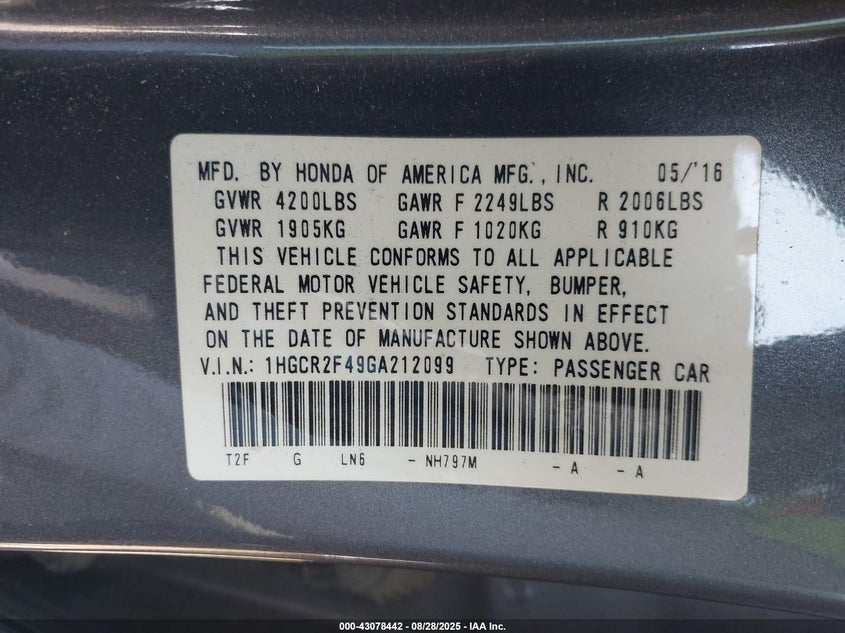 MFD. BY HONDA OF AMERICA MFG., INC. 05/'16
GVWR 4200LBS GAWR F 2249LBS R 2006LBS
GVWR 1905KG GAWR F 1020KG R 910KG
THIS VEHICLE CONFORMS TO ALL APPLICABLE
FEDERAL MOTOR VEHICLE SAFETY, BUMPER,
AND THEFT PREVENTION STANDARDS IN EFFECT
ON THE DATE OF MANUFACTURE SHOWN ABOVE.
V.I.N.: 1HGCR2F49GA212099 TYPE: PASSENGER CAR
T2F G LN6 - NH797M - A - A
000-43078442 - 08/28/2025 - IAA Inc.